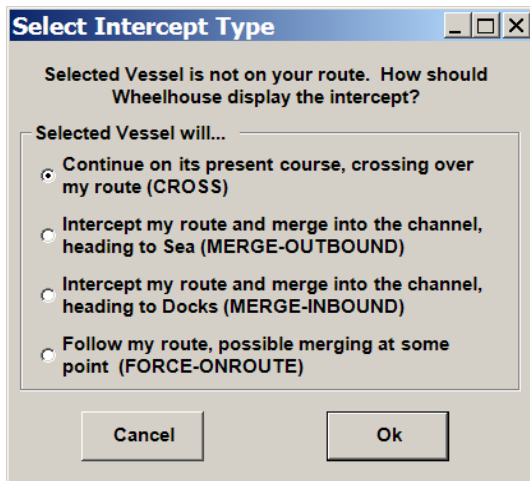 Select Intercept Type
Selected Vessel is not on your route. How should
Wheelhouse display the intercept?
Selected Vessel will...
Continue on its present course, crossing over
my route (CROSS)
Intercept my route and merge into the channel,
heading to Sea (MERGE-OUTBOUND)
Intercept my route and merge into the channel,
heading to Docks (MERGE-INBOUND)
Follow my route, possible merging at some
point (FORCE-ONROUTE)
Cancel
Ok